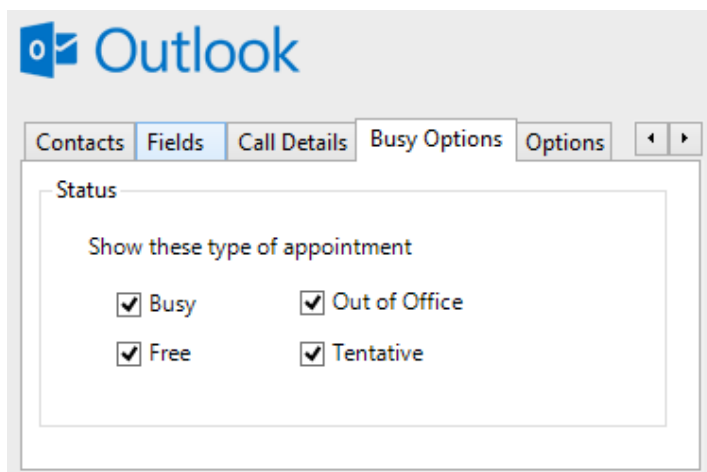 Outlook
Contacts Fields Call Details Busy Options Options
Status
Show these type of appointment
Busy Out of Office
Free Tentative